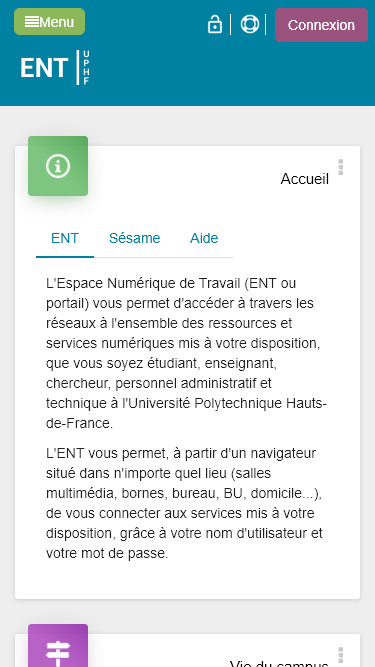 Menu
Connexion
ENT UPHF
Accueil
ENT Sésame Aide
L'Espace Numérique de Travail (ENT ou
portail) vous permet d'accéder à travers les
réseaux à l'ensemble des ressources et
services numériques mis à votre disposition,
que vous soyez étudiant, enseignant,
chercheur, personnel administratif et
technique à l'Université Polytechnique Hauts-
de-France.
L'ENT vous permet, à partir d'un navigateur
situé dans n'importe quel lieu (salles
multimédia, bornes, bureau, BU, domicile...),
de vous connecter aux services mis à votre
disposition, grâce à votre nom d'utilisateur et
votre mot de passe.
Vie du campus